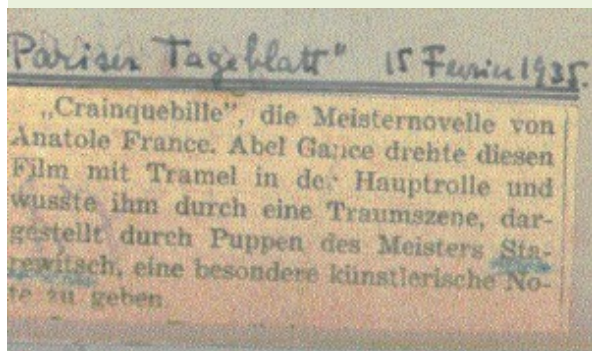 "Pariser Tageblatt" 15 Fevrier 1935.
„Crainquebille”, die Meisternovelle von
Anatole France. Abel Gance drehte diesen
Film mit Tramel in der Hauptrolle und
wusste ihm durch eine Traumszene, dar-
gestellt durch Puppen des Meisters Sta-
rewitsch, eine besondere künstlerische No-
te zu geben